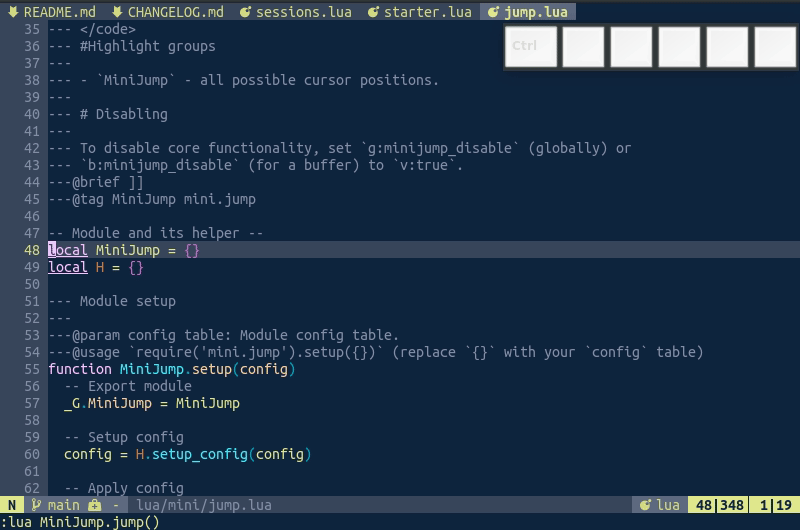 README.md CHANGELOG.md sessions.lua starter.lua jump.lua
Ctrl
35 --- </code>
36 --- #Highlight groups
37 ---
38 --- - `MiniJump` - all possible cursor positions.
39 ---
40 --- # Disabling
41 ---
42 --- To disable core functionality, set `g:minijump_disable` (globally) or
43 --- `b:minijump_disable` (for a buffer) to `v:true`.
44 ---@brief ]]
45 ---@tag MiniJump mini.jump
46
47 -- Module and its helper --
48 local MiniJump = {}
49 local H = {}
50
51 --- Module setup
52 ---
53 ---@param config table: Module config table.
54 ---@usage `require('mini.jump').setup({})` (replace `{}` with your `config` table)
55 function MiniJump.setup(config)
56   -- Export module
57   _G.MiniJump = MiniJump
58
59   -- Setup config
60   config = H.setup_config(config)
61
62   -- Apply config
N main - lua/mini/jump.lua lua 48|348 1|19
:lua MiniJump.jump()